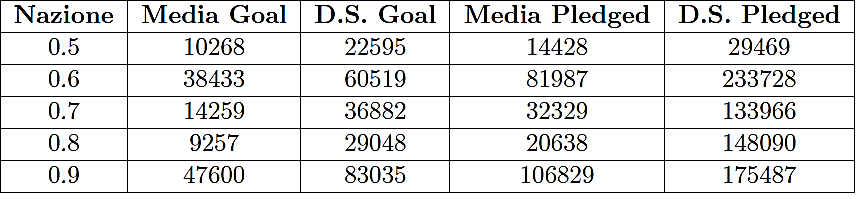 Nazione Media Goal D.S. Goal Media Pledged D.S. Pledged
0.5 10268 22595 14428 29469
0.6 38433 60519 81987 233728
0.7 14259 36882 32329 133966
0.8 9257 29048 20638 148090
0.9 47600 83035 106829 175487